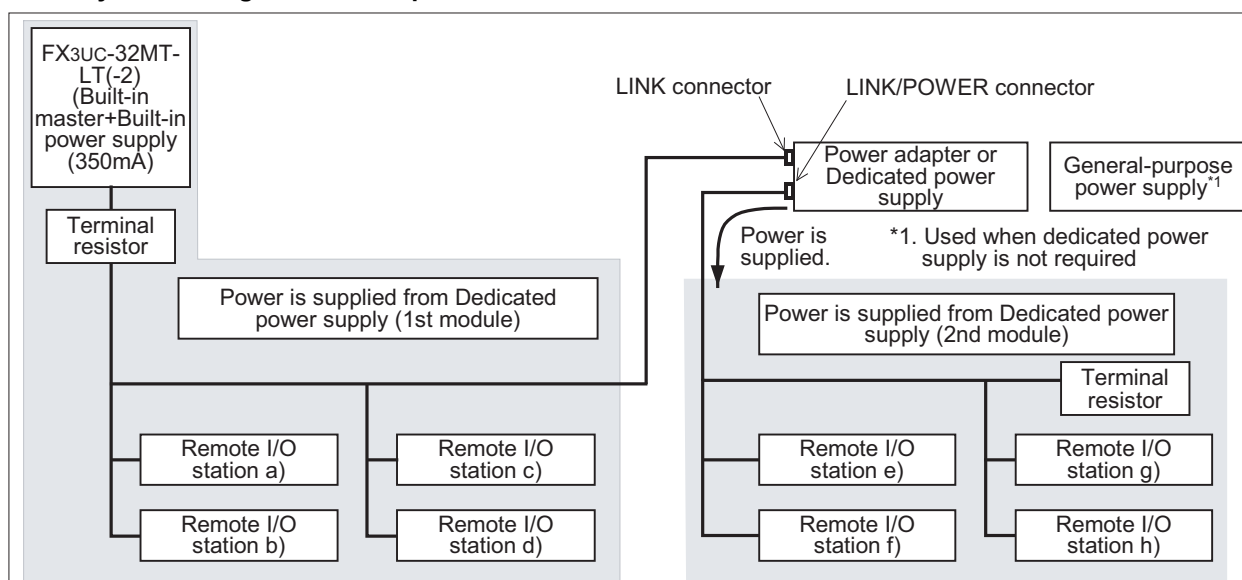 FX3UC-32MT-
LT(-2)
(Built-in
master+Built-in
power supply
(350mA)
Terminal
resistor
LINK connector
LINK/POWER connector
Power adapter or
Dedicated power
supply
General-purpose
power supply*1
Power is
supplied.
*1. Used when dedicated power
supply is not required
Power is supplied from Dedicated
power supply (1st module)
Power is supplied from Dedicated power
supply (2nd module)
Terminal
resistor
Remote I/O
station a)
Remote I/O
station c)
Remote I/O
station e)
Remote I/O
station g)
Remote I/O
station b)
Remote I/O
station d)
Remote I/O
station f)
Remote I/O
station h)